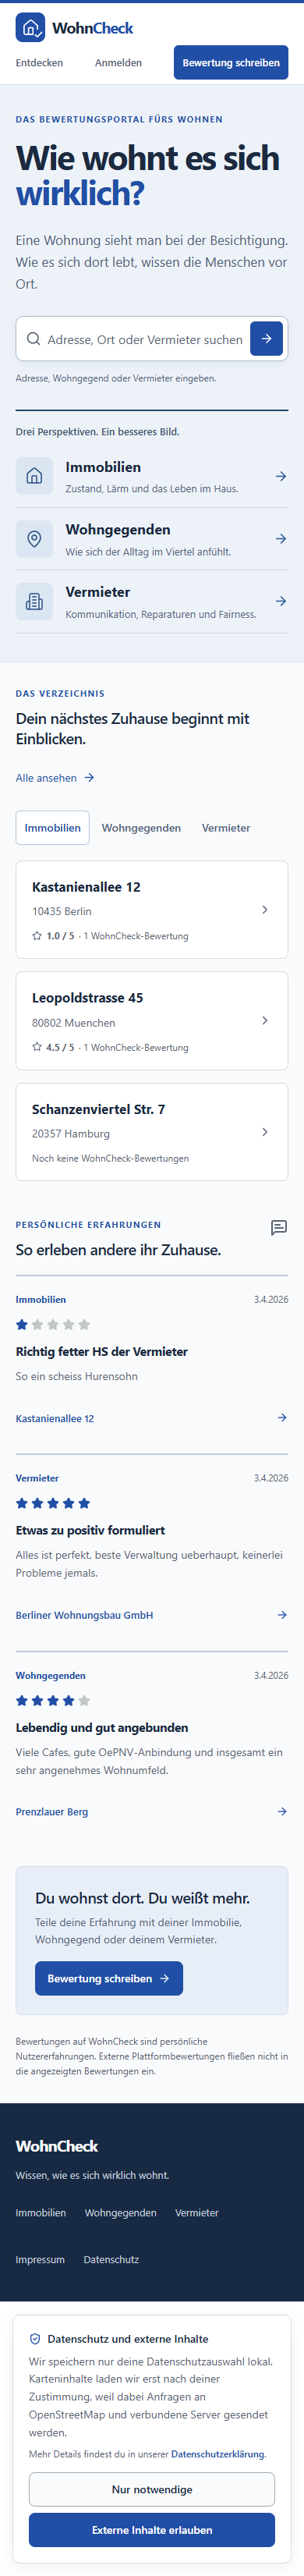 WohnCheck
Entdecken Anmelden Bewertung schreiben
DAS BEWERTUNGSPORTAL FÜRS WOHNEN
Wie wohnt es sich
wirklich?
Eine Wohnung sieht man bei der Besichtigung.
Wie es sich dort lebt, wissen die Menschen vor
Ort.
Adresse, Ort oder Vermieter suchen
Adresse, Wohngegend oder Vermieter eingeben.
Drei Perspektiven. Ein besseres Bild.
Immobilien
Zustand, Lärm und das Leben im Haus.
Wohngegenden
Wie sich der Alltag im Viertel anfühlt.
Vermieter
Kommunikation, Reparaturen und Fairness.
DAS VERZEICHNIS
Dein nächstes Zuhause beginnt mit
Einblicken.
Alle ansehen
Immobilien Wohngegenden Vermieter
Kastanienallee 12
10435 Berlin
1.0 / 5 · 1 WohnCheck-Bewertung
Leopoldstrasse 45
80802 Muenchen
4.5 / 5 · 1 WohnCheck-Bewertung
Schanzenviertel Str. 7
20357 Hamburg
Noch keine WohnCheck-Bewertungen
PERSÖNLICHE ERFAHRUNGEN
So erleben andere ihr Zuhause.
Immobilien 3.4.2026
Richtig fetter HS der Vermieter
So ein scheiss Hurensohn
Kastanienallee 12
Vermieter 3.4.2026
Etwas zu positiv formuliert
Alles ist perfekt, beste Verwaltung ueberhaupt, keinerlei
Probleme jemals.
Berliner Wohnungsbau GmbH
Wohngegenden 3.4.2026
Lebendig und gut angebunden
Viele Cafes, gute OePNV-Anbindung und insgesamt ein
sehr angenehmes Wohnumfeld.
Prenzlauer Berg
Du wohnst dort. Du weißt mehr.
Teile deine Erfahrung mit deiner Immobilie,
Wohngegend oder deinem Vermieter.
Bewertung schreiben
Bewertungen auf WohnCheck sind persönliche
Nutzererfahrungen. Externe Plattformbewertungen fließen nicht in
die angezeigten Bewertungen ein.
WohnCheck
Wissen, wie es sich wirklich wohnt.
Immobilien Wohngegenden Vermieter
Impressum Datenschutz
Datenschutz und externe Inhalte
Wir speichern nur deine Datenschutzauswahl lokal.
Karteninhalte laden wir erst nach deiner
Zustimmung, weil dabei Anfragen an
OpenStreetMap und verbundene Server gesendet
werden.
Mehr Details findest du in unserer Datenschutzerklärung.
Nur notwendige
Externe Inhalte erlauben